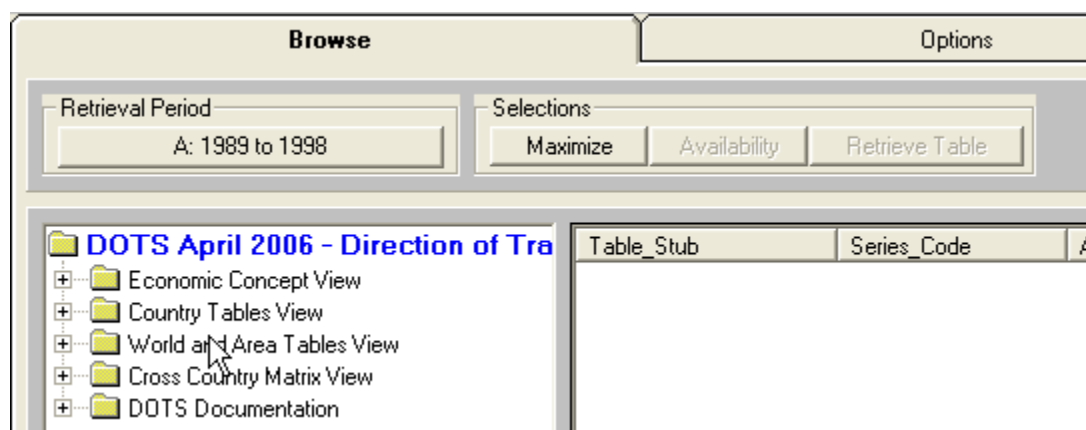 Browse Options
Retrieval Period Selections
A: 1989 to 1998 Maximize Availability Retrieve Table
DOTS April 2006 - Direction of Tra Table_Stub Series_Code A
Economic Concept View
Country Tables View
World and Area Tables View
Cross Country Matrix View
DOTS Documentation